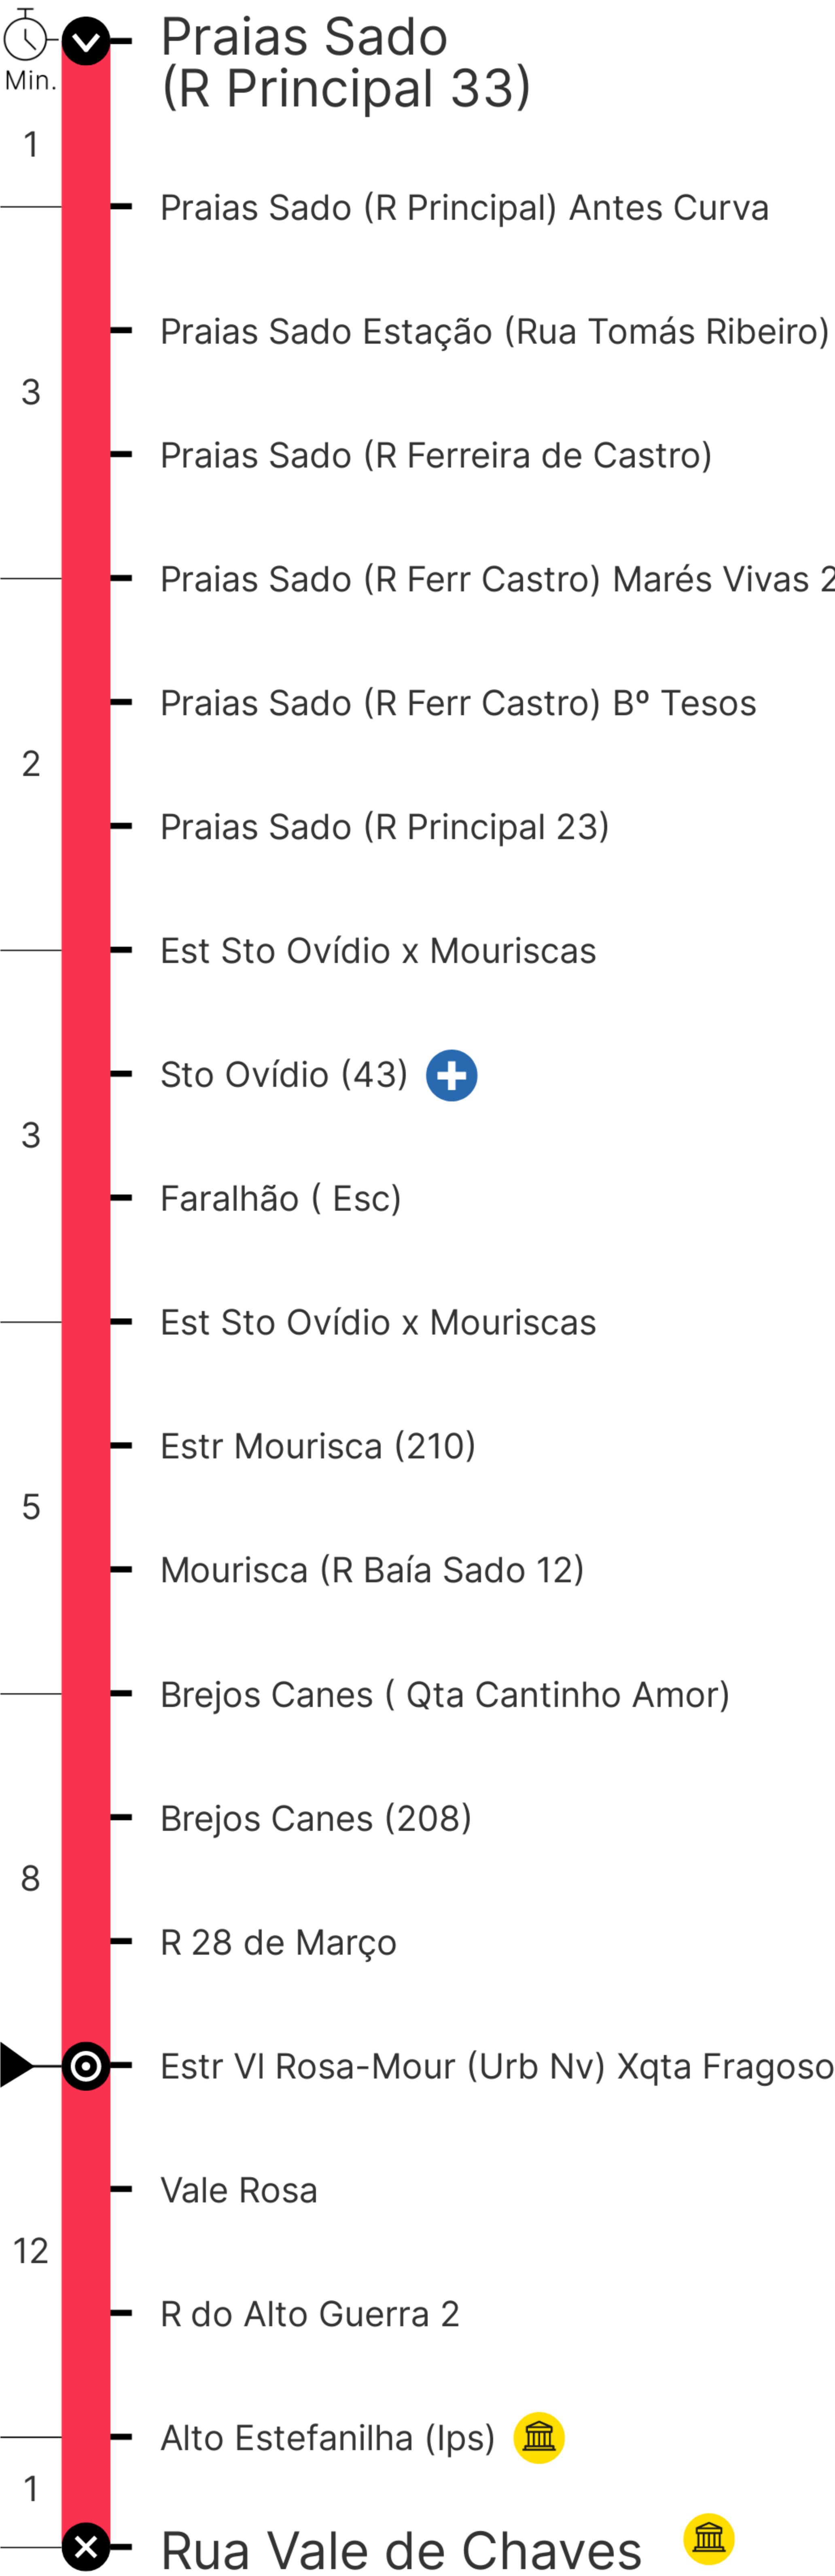 Praias Sado
(R Principal 33)
Min.
1
Praias Sado (R Principal) Antes Curva
Praias Sado Estação (Rua Tomás Ribeiro)
3
Praias Sado (R Ferreira de Castro)
Praias Sado (R Ferr Castro) Marés Vivas 2
Praias Sado (R Ferr Castro) Bº Tesos
2
Praias Sado (R Principal 23)
Est Sto Ovídio x Mouriscas
Sto Ovídio (43)
3
Faralhão ( Esc)
Est Sto Ovídio x Mouriscas
Estr Mourisca (210)
5
Mourisca (R Baía Sado 12)
Brejos Canes ( Qta Cantinho Amor)
Brejos Canes (208)
8
R 28 de Março
Estr Vl Rosa-Mour (Urb Nv) Xqta Fragoso
Vale Rosa
12
R do Alto Guerra 2
Alto Estefanilha (Ips)
1
Rua Vale de Chaves